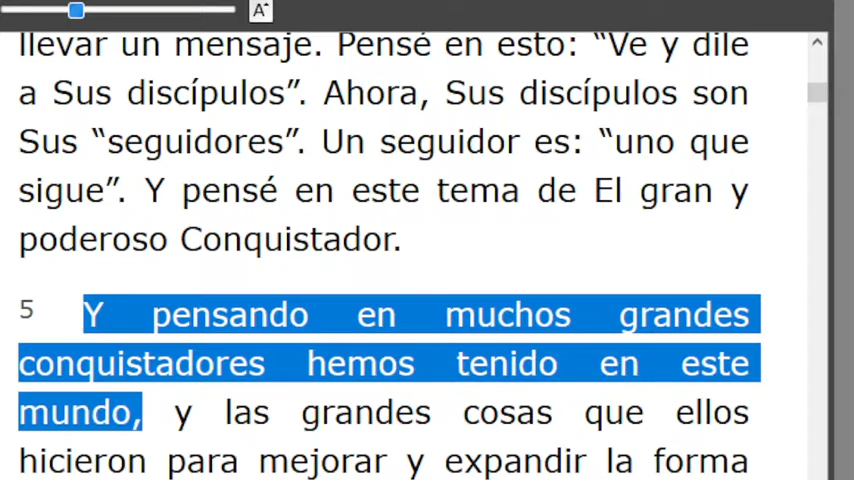 A
llevar un mensaje. Pensé en esto: “Ve y dile
a Sus discípulos”. Ahora, Sus discípulos son
Sus “seguidores”. Un seguidor es: “uno que
sigue”. Y pensé en este tema de El gran y
poderoso Conquistador.
5 Y pensando en muchos grandes
conquistadores hemos tenido en este
mundo, y las grandes cosas que ellos
hicieron para mejorar y expandir la forma